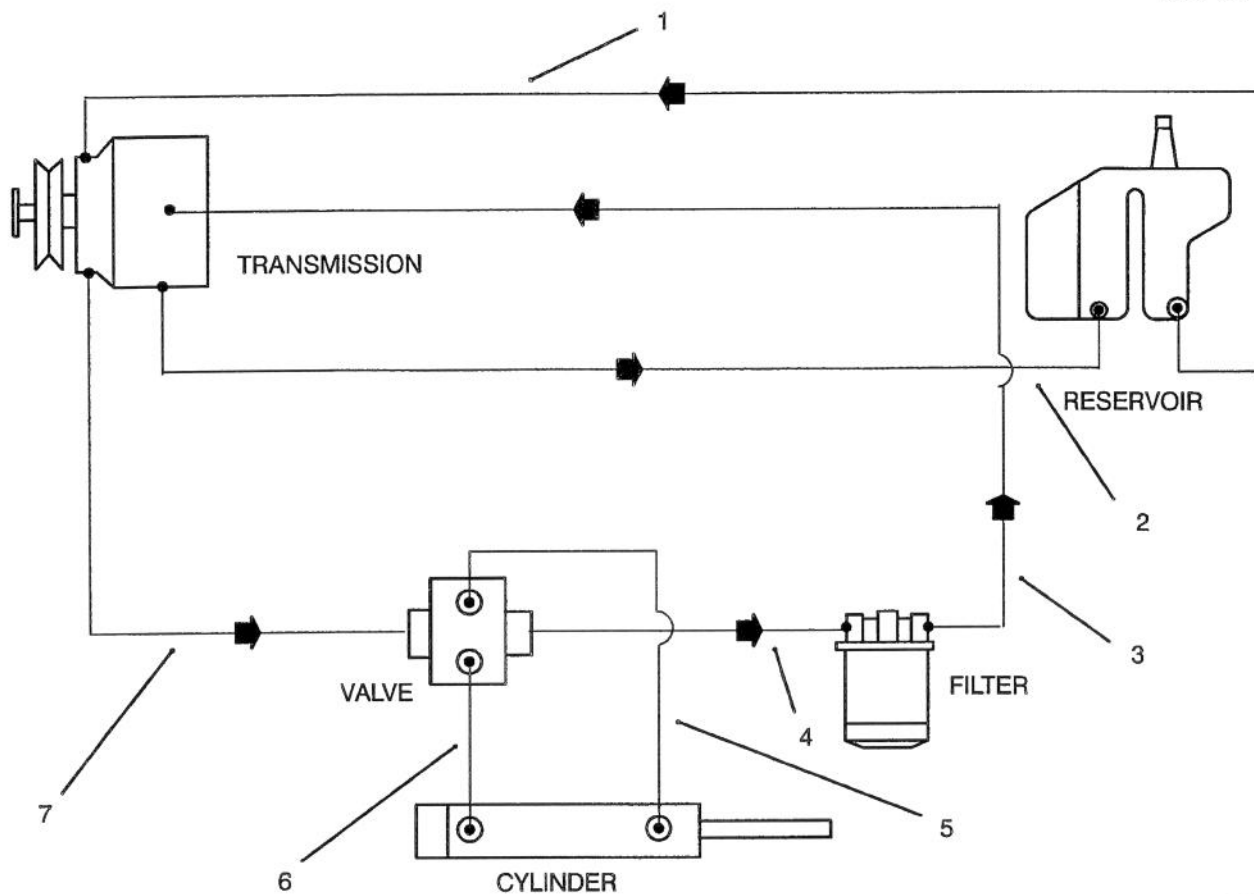 1
TRANSMISSION
RESERVOIR
2
3
VALVE
FILTER
4
5
7
6
CYLINDER